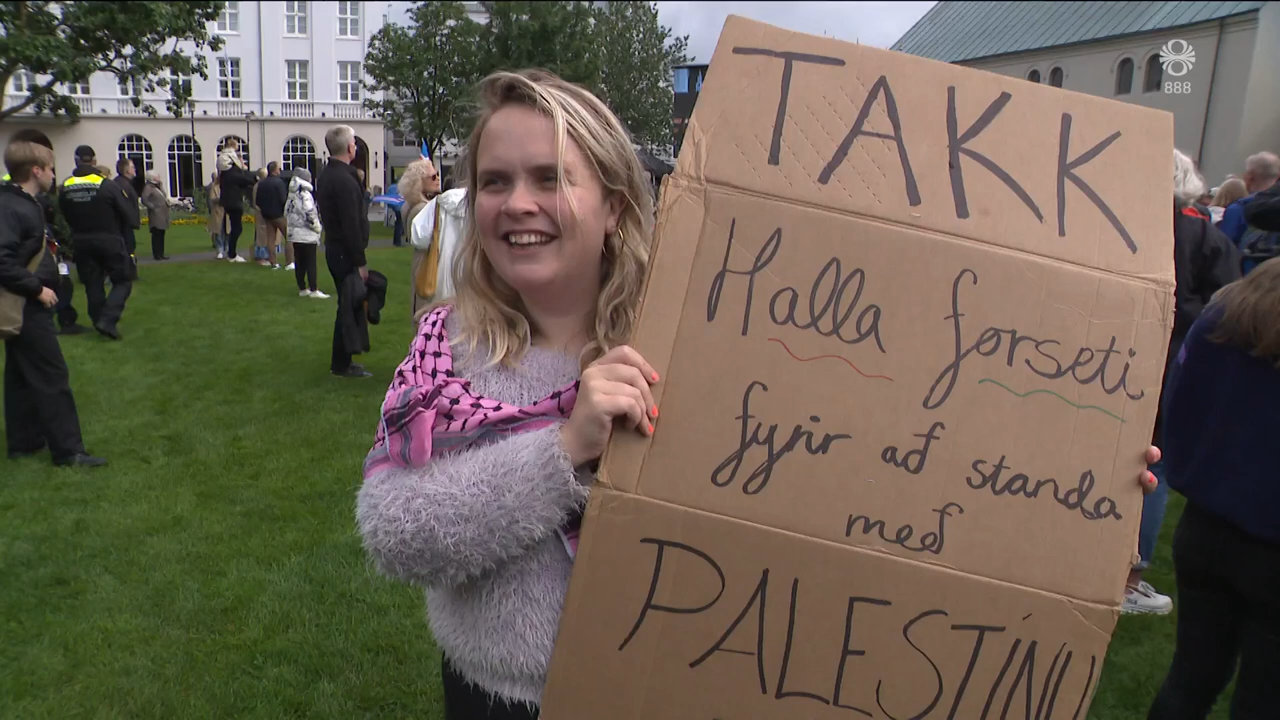 888
TAKK
Halla forseti
fyrir að standa
með
PALESTÍNU